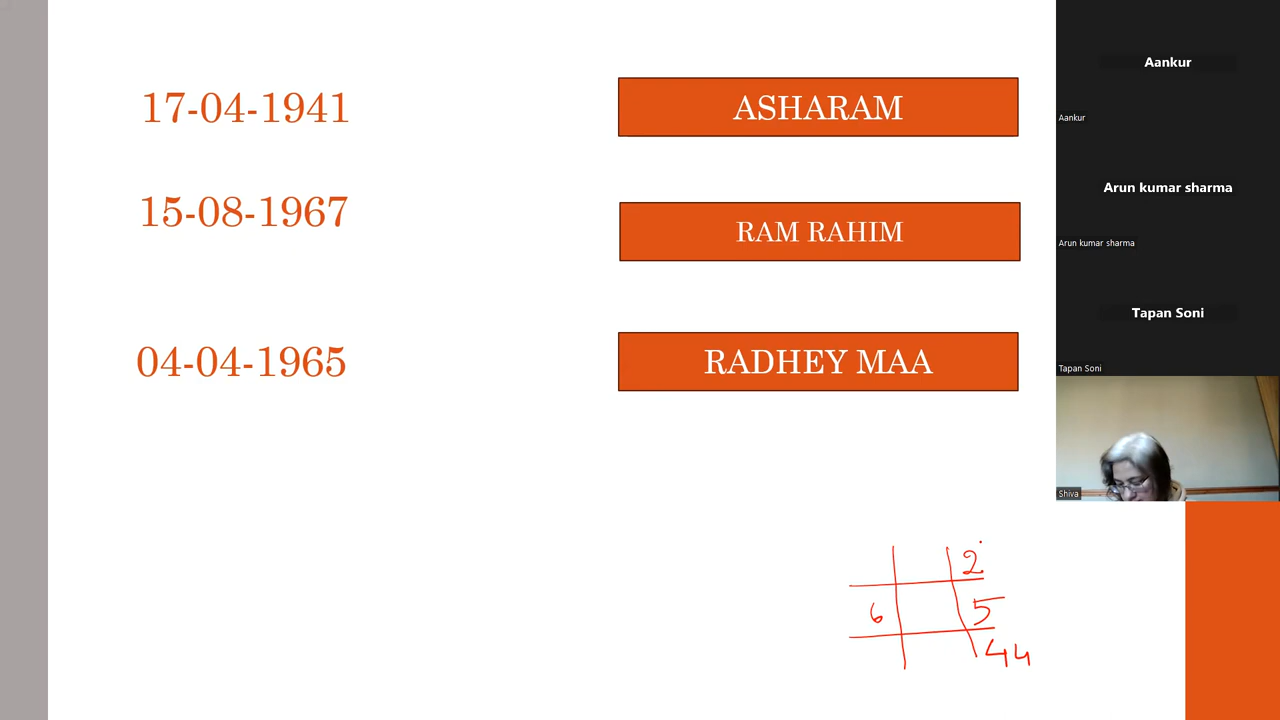 17-04-1941
ASHARAM
15-08-1967
RAM RAHIM
04-04-1965
RADHEY MAA
2
6 5
44
Aankur
Aankur
Arun kumar sharma
Arun kumar sharma
Tapan Soni
Tapan Soni
Shiva